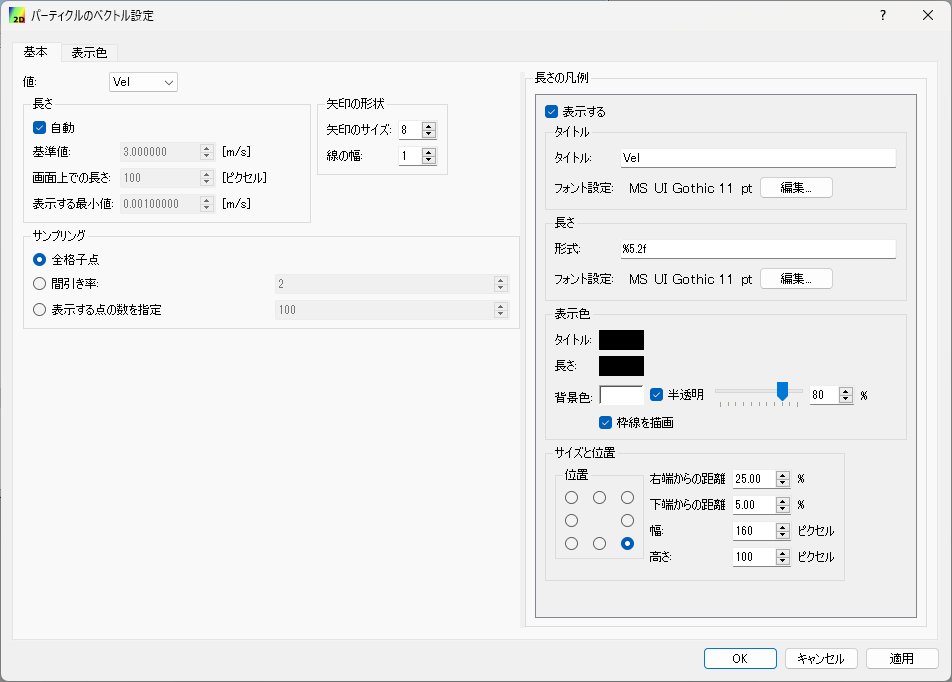 2D パーティクルのベクトル設定 ?
基本 表示色
値: Vel
長さ
自動
基準値: 3.000000 [m/s]
画面上での長さ: 100 [ピクセル]
表示する最小値: 0.00100000 [m/s]
矢印の形状
矢印のサイズ: 8
線の幅: 1
サンプリング
全格子点
間引き率: 2
表示する点の数を指定 100
長さの凡例
表示する
タイトル
タイトル: Vel
フォント設定: MS UI Gothic 11 pt 編集...
長さ
形式: %5.2f
フォント設定: MS UI Gothic 11 pt 編集...
表示色
タイトル:
長さ:
背景色: 半透明 80 %
枠線を描画
サイズと位置
位置
右端からの距離 25.00 %
下端からの距離 5.00 %
幅: 160 ピクセル
高さ: 100 ピクセル
OK キャンセル 適用